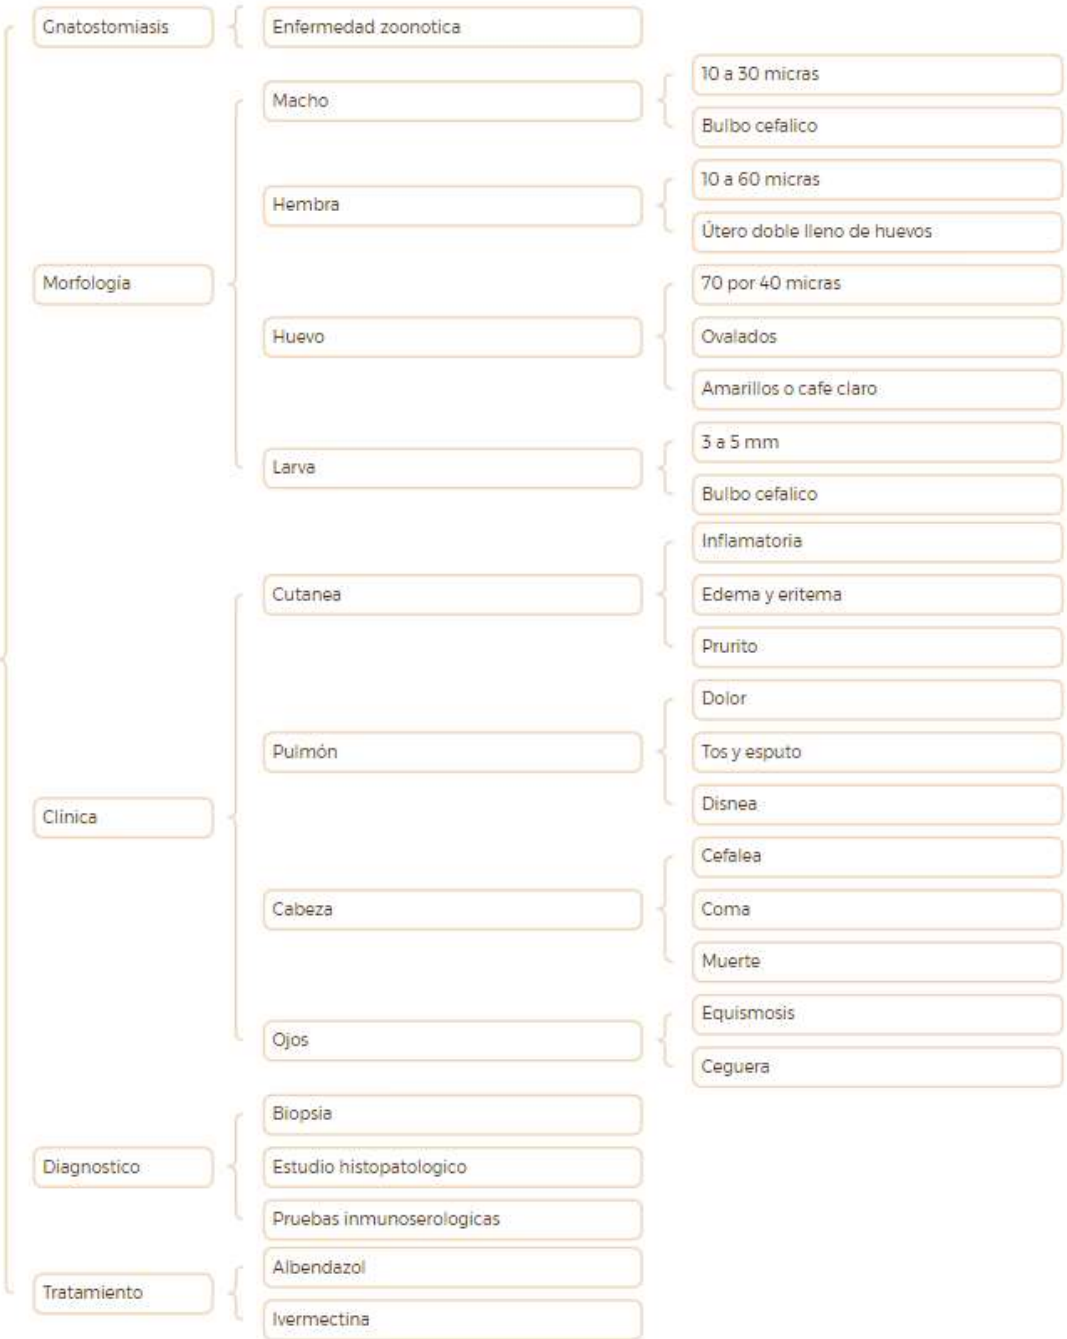 Gnatostomiasis
Enfermedad zoonotica
Morfología
Macho
10 a 30 micras
Bulbo cefalico
Hembra
10 a 60 micras
Útero doble lleno de huevos
Huevo
70 por 40 micras
Ovalados
Amarillos o cafe claro
Larva
3 a 5 mm
Bulbo cefalico
Clínica
Cutanea
Inflamatoria
Edema y eritema
Prurito
Pulmón
Dolor
Tos y esputo
Disnea
Cabeza
Cefalea
Coma
Muerte
Ojos
Equismosis
Ceguera
Diagnostico
Biopsia
Estudio histopatologico
Pruebas inmunoserologicas
Tratamiento
Albendazol
Ivermectina